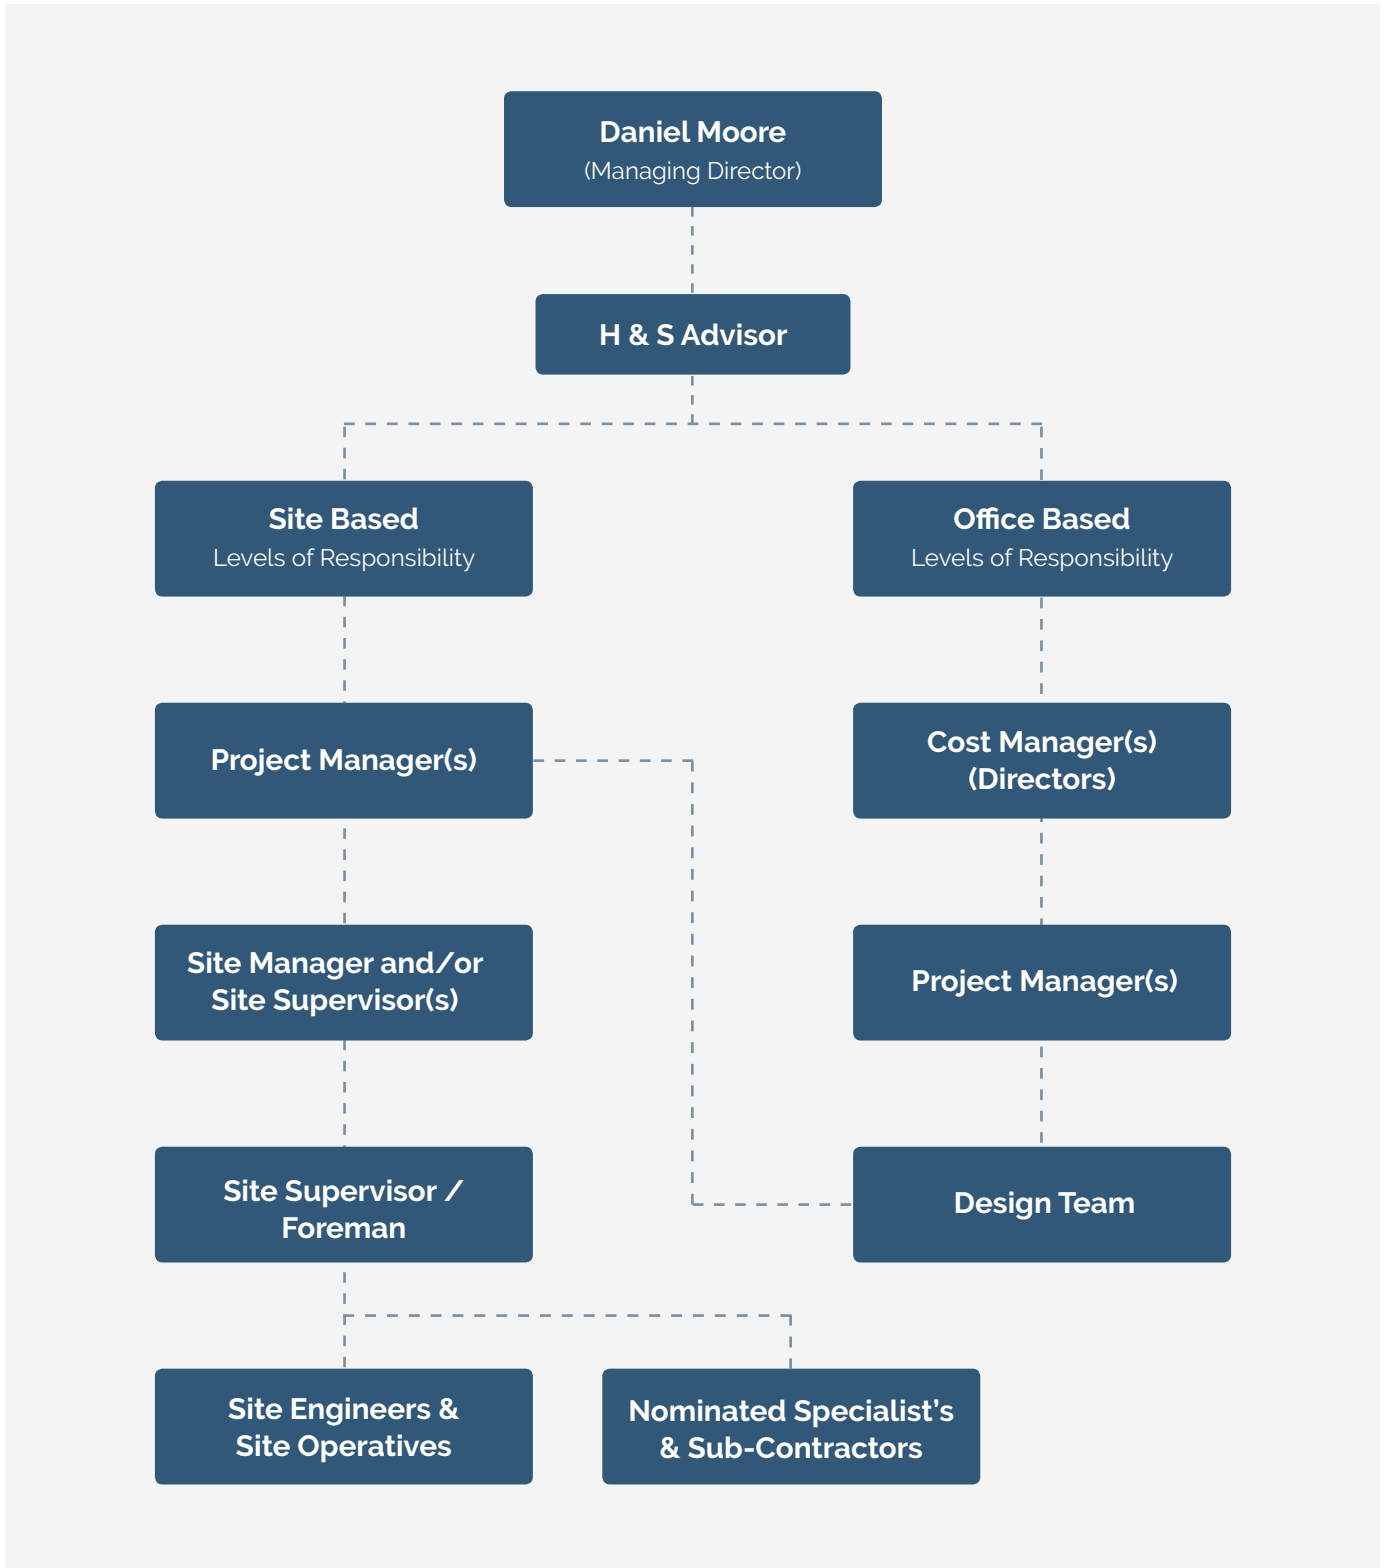 Daniel Moore
(Managing Director)
H & S Advisor
Site Based
Levels of Responsibility
Office Based
Levels of Responsibility
Project Manager(s)
Cost Manager(s)
(Directors)
Site Manager and/or
Site Supervisor(s)
Project Manager(s)
Site Supervisor /
Foreman
Design Team
Site Engineers &
Site Operatives
Nominated Specialist’s
& Sub-Contractors